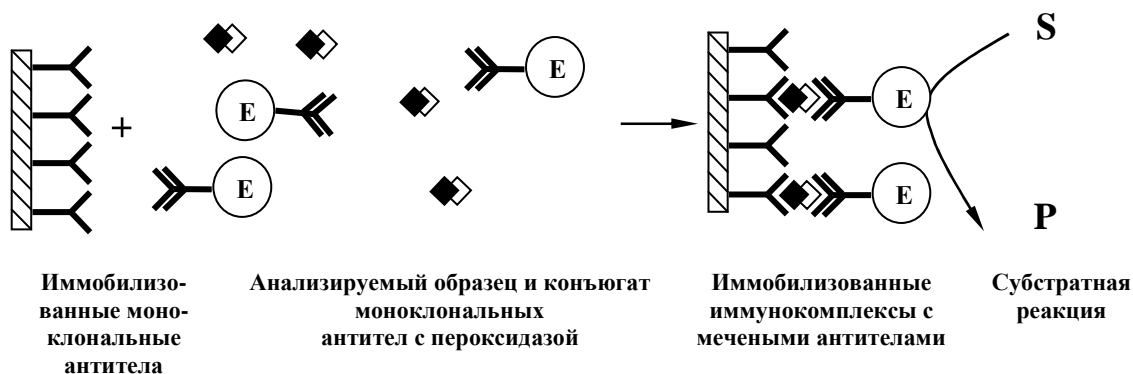 S
E
E
E
E
E
P
Иммобилизо-
ванные моно-
клональные
антитела
Анализируемый образец и конъюгат
моноклональных
антител с пероксидазой
Иммобилизованные
иммунокомплексы с
мечеными антителами
Субстратная
реакция
+